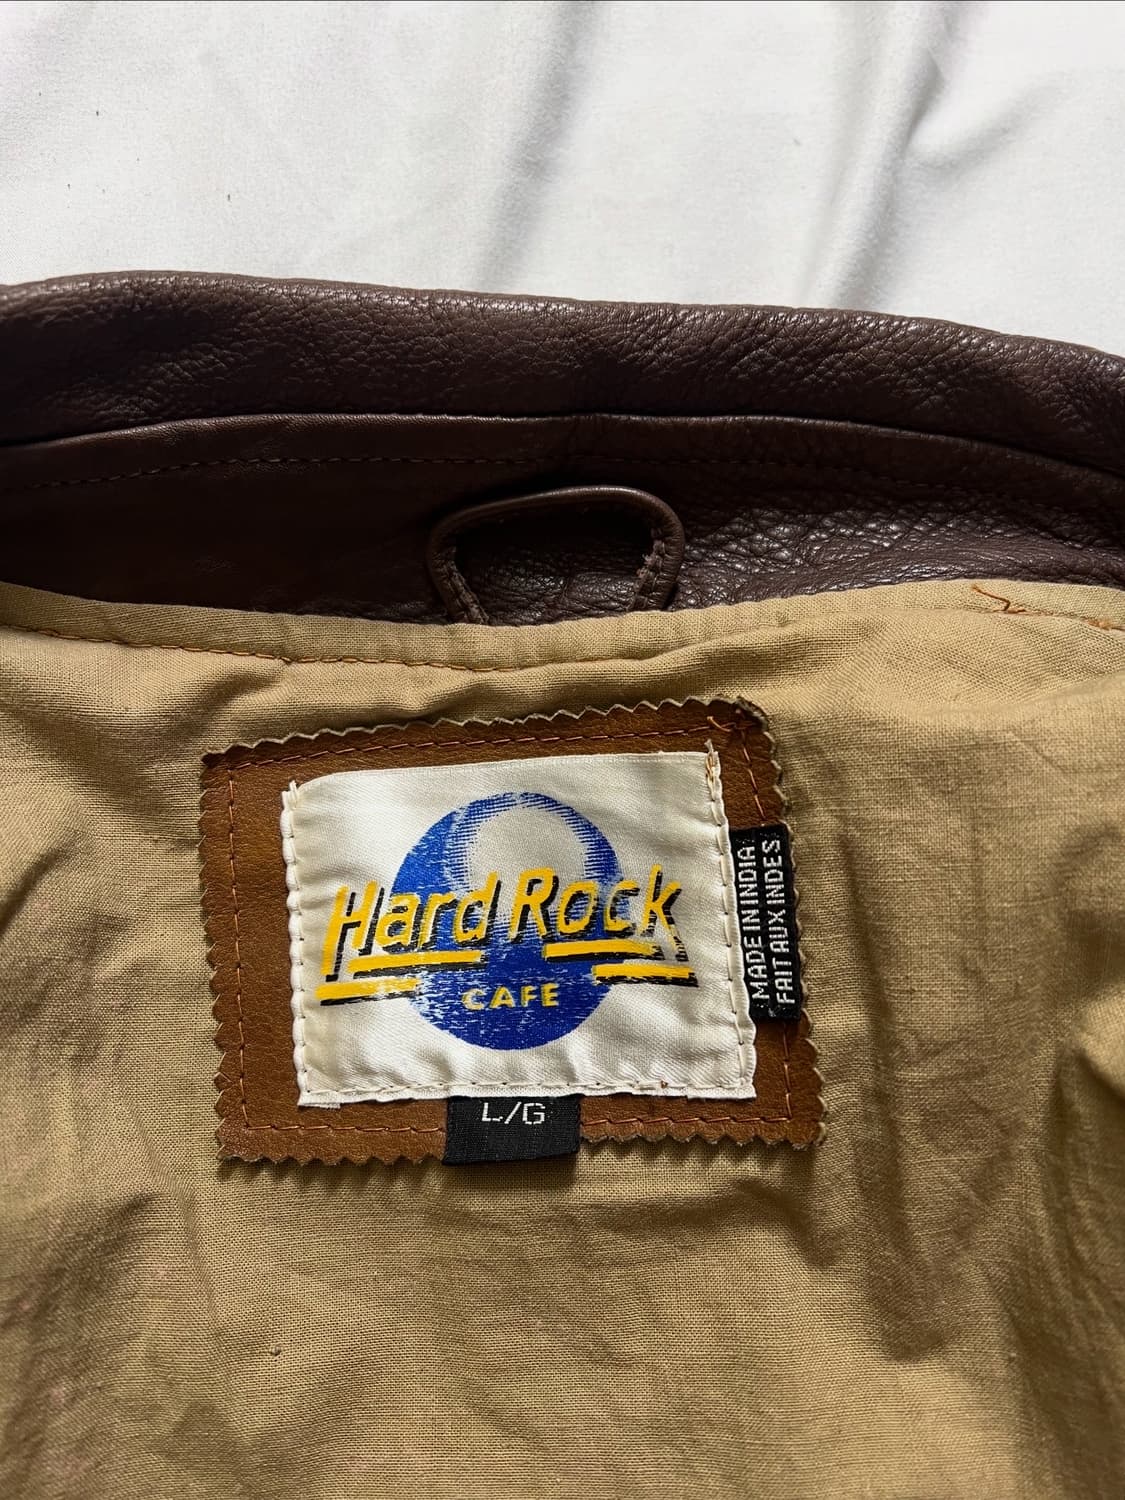 Hard Rock
CAFE
MADE IN INDIA
FAIT AUX INDES
L/G